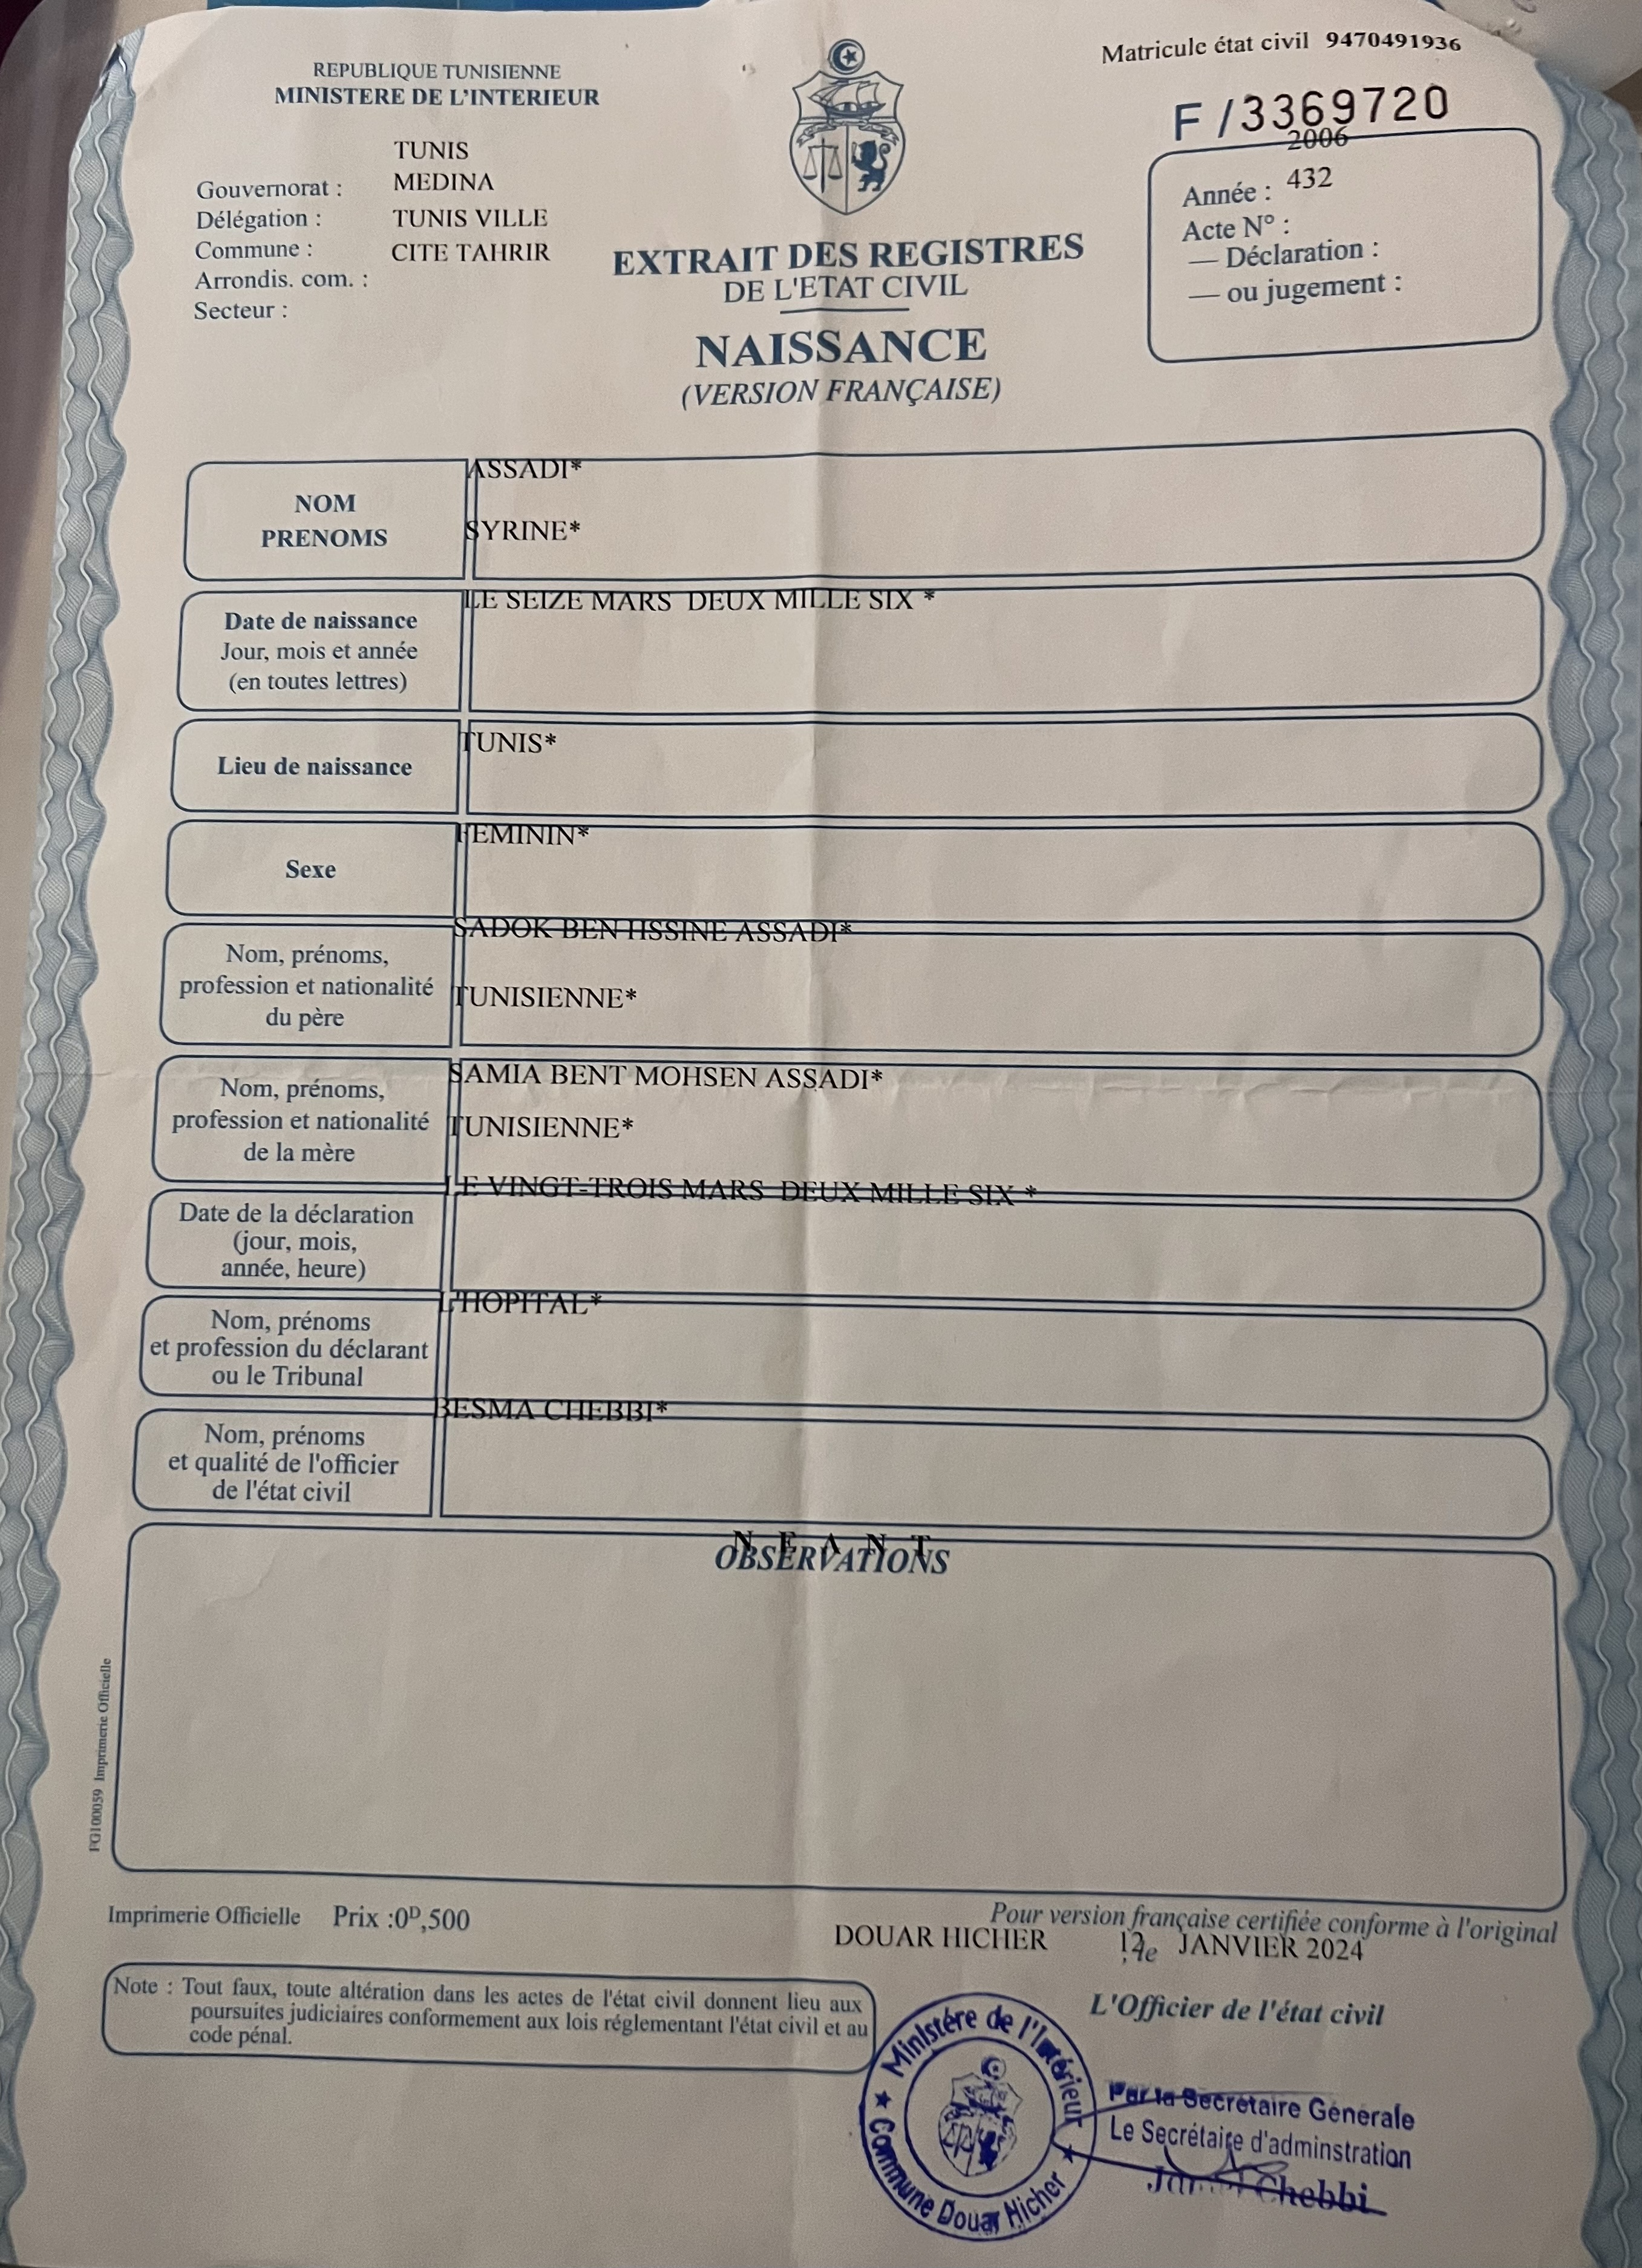 REPUBLIQUE TUNISIENNE
MINISTERE DE L'INTERIEUR
Matricule état civil 9470491936
F/3369720
TUNIS
Gouvernorat : MEDINA
Délégation : TUNIS VILLE
Commune : CITE TAHRIR
Arrondis. com. :
Secteur :
2006
Année : 432
Acte N° :
— Déclaration :
— ou jugement :
EXTRAIT DES REGISTRES
DE L'ETAT CIVIL
NAISSANCE
(VERSION FRANÇAISE)
NOM
PRENOMS
ASSADI*
SYRINE*
Date de naissance
Jour, mois et année
(en toutes lettres)
LE SEIZE MARS DEUX MILLE SIX *
Lieu de naissance
TUNIS*
Sexe
FEMININ*
Nom, prénoms,
profession et nationalité
du père
SADOK BEN HSSINE ASSADI*
TUNISIENNE*
Nom, prénoms,
profession et nationalité
de la mère
SAMIA BENT MOHSEN ASSADI*
TUNISIENNE*
Date de la déclaration
(jour, mois,
année, heure)
LE VINGT-TROIS MARS DEUX MILLE SIX *
Nom, prénoms
et profession du déclarant
ou le Tribunal
L'HOPITAL*
Nom, prénoms
et qualité de l'officier
de l'état civil
BESMA CHEBBI*
N E A N T
OBSERVATIONS
FG100059 Imprimerie Officielle
Imprimerie Officielle Prix :0D,500
Pour version française certifiée conforme à l'original
DOUAR HICHER JANVIER 2024
L'Officier de l'état civil
Note : Tout faux, toute altération dans les actes de l'état civil donnent lieu aux
poursuites judiciaires conformement aux lois réglementant l'état civil et au
code pénal.
Ministére de l'Intérieur
Commune Douar Hicher
Par la Secrétaire Génerale
Le Secrétaire d'adminstration
Chebbi